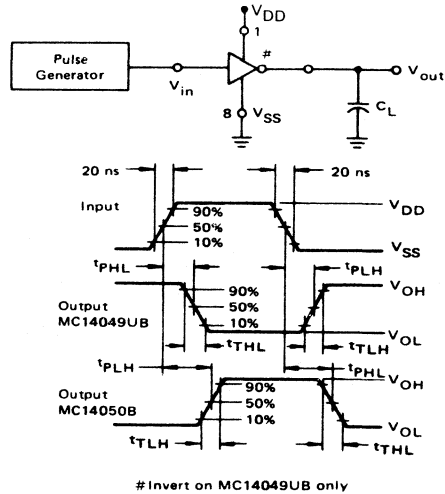 VDD
1
#
Pulse
Generator
Vin
Vout
8
VSS
CL
20 ns
20 ns
Input
90%
50%
10%
VDD
VSS
tPHL
tPLH
Output
MC14049UB
90%
50%
10%
VOH
VOL
tTHL
tTLH
tPLH
tPHL
Output
MC14050B
90%
50%
10%
VOH
VOL
tTLH
tTHL
#Invert on MC14049UB only